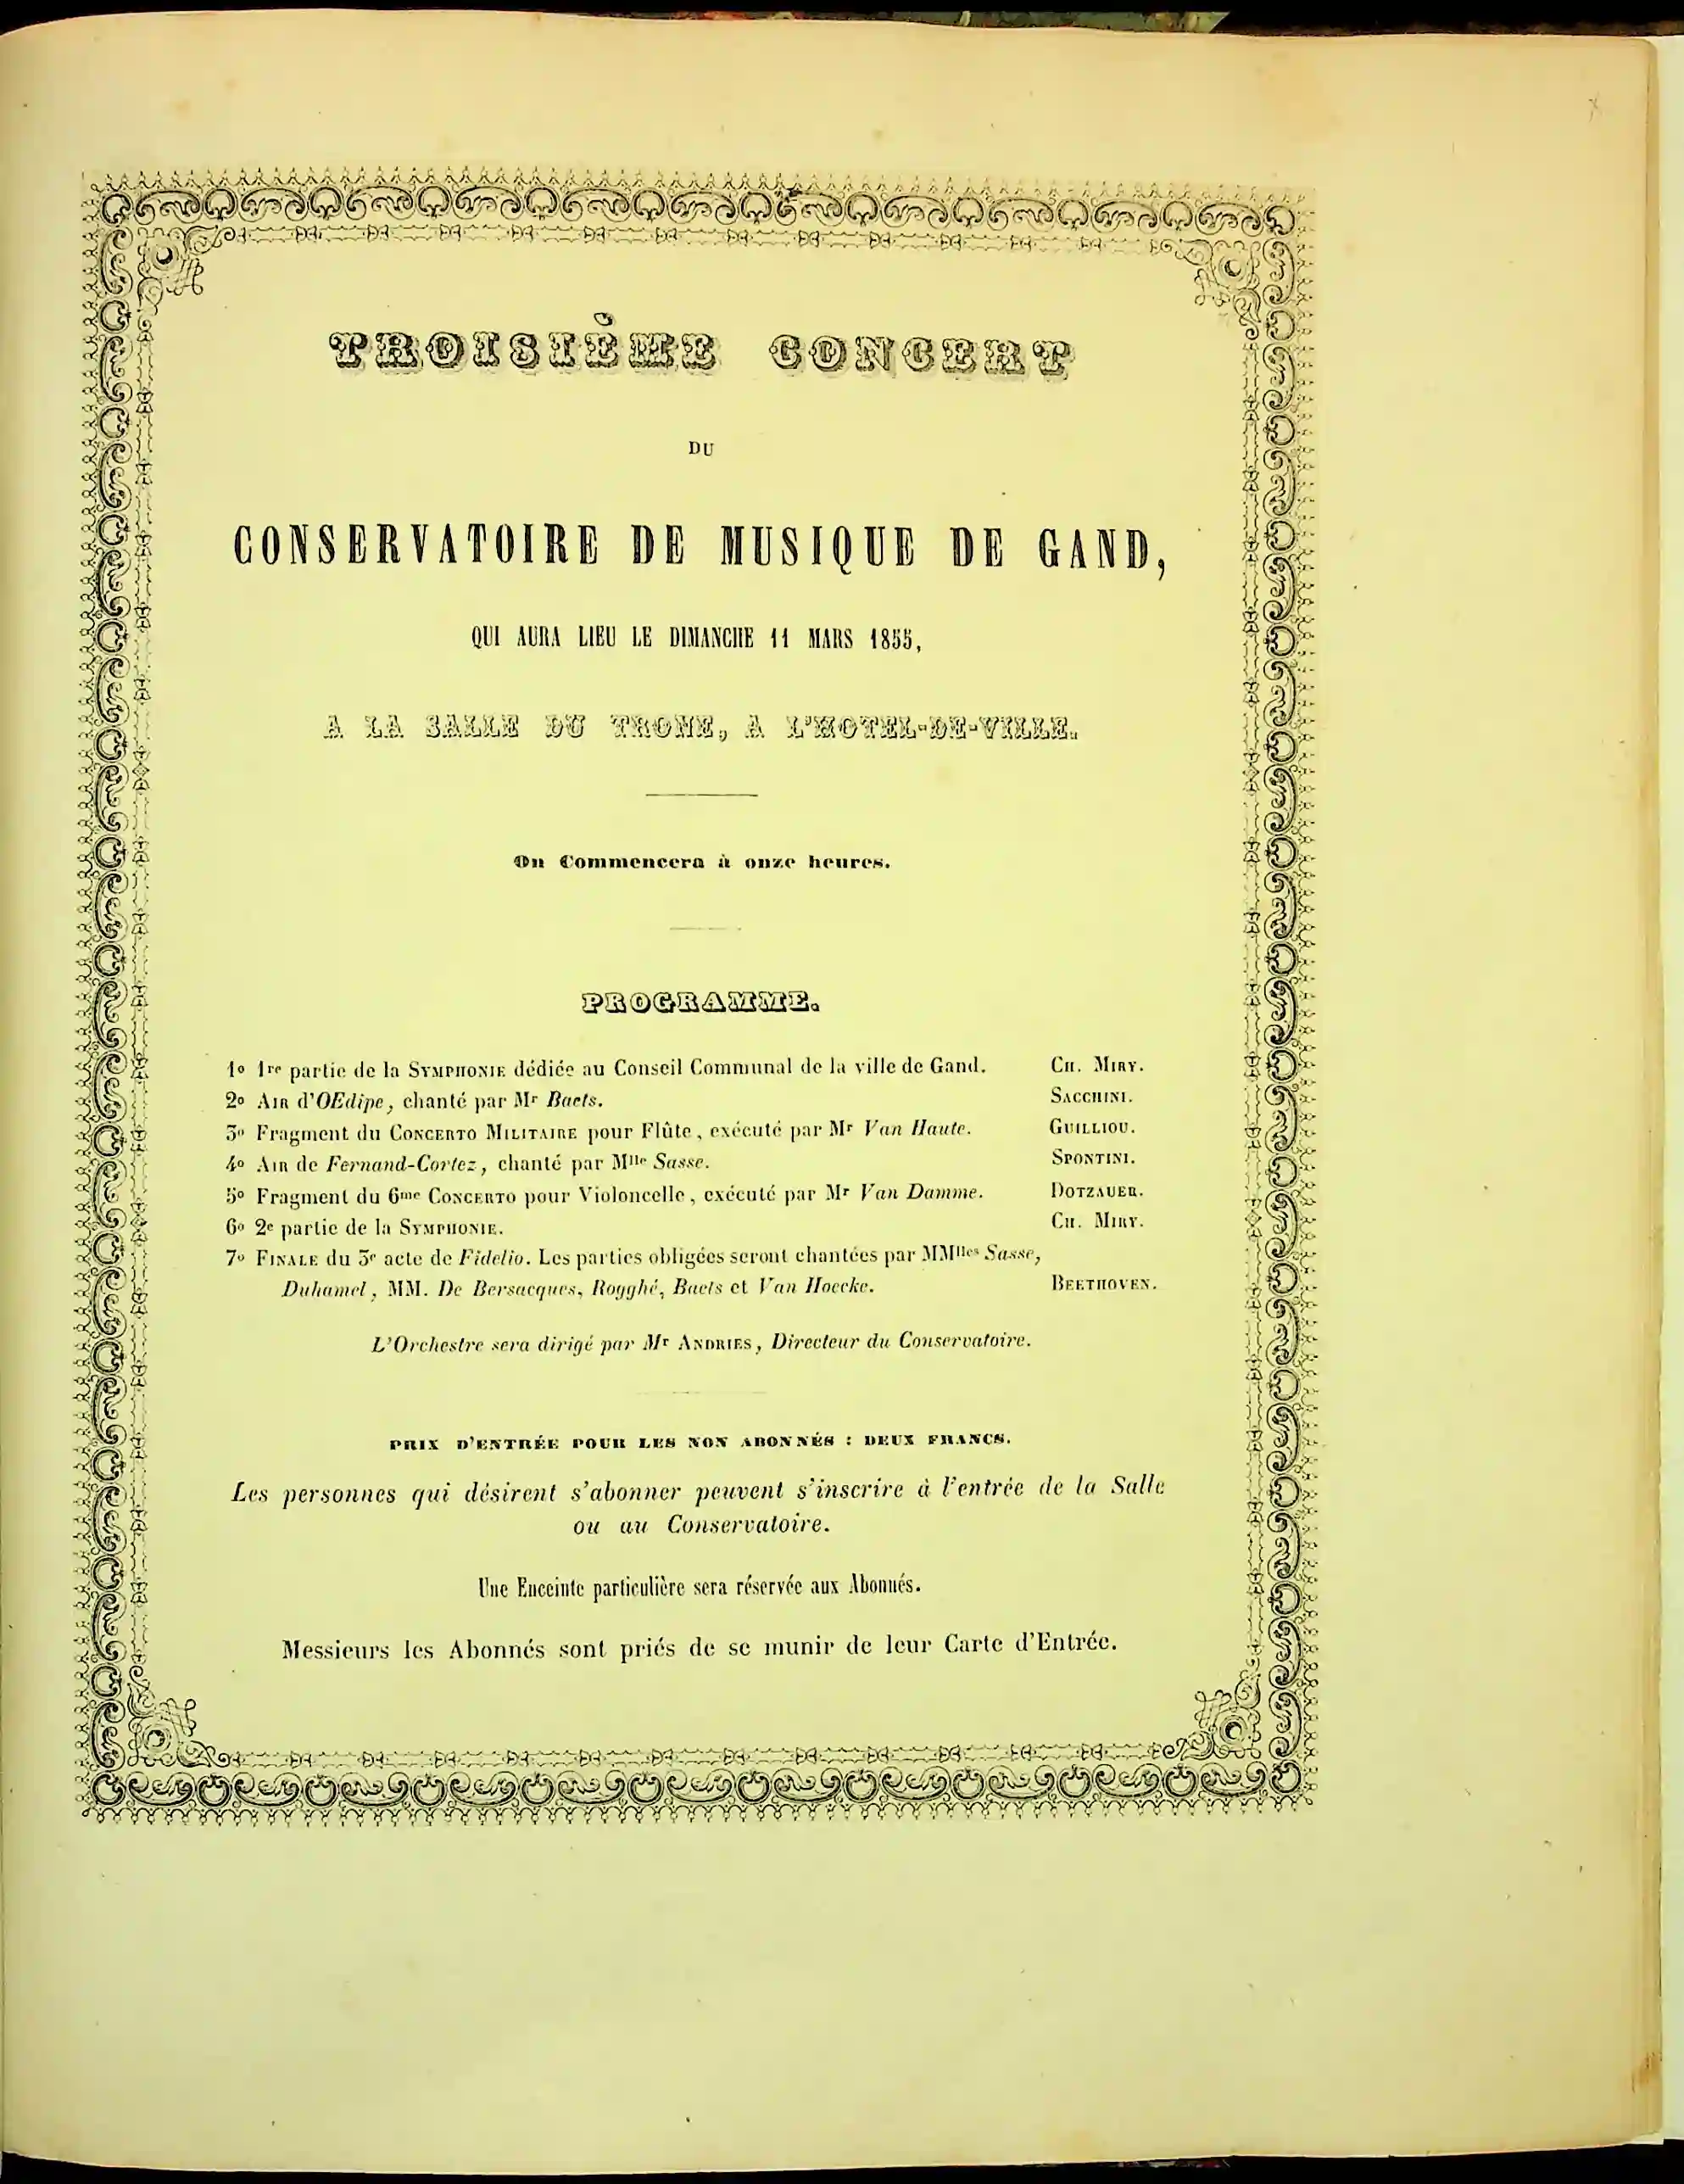 TROISIÈME CONCERT
DU
CONSERVATOIRE DE MUSIQUE DE GAND,
QUI AURA LIEU LE DIMANCHE 11 MARS 1855,
A LA SALLE DU TRONE, A L'HOTEL-DE-VILLE.
On Commencera à onze heures.
PROGRAMME.
1º 1re partie de la SYMPHONIE dédiée au Conseil Communal de la ville de Gand. CH. MIRY.
2º AIR d'OEdipe, chanté par Mr Baets. SACCHINI.
3º Fragment du CONCERTO MILITAIRE pour Flûte, exécuté par Mr Van Haute. GUILLIOU.
4º AIR de Fernand-Cortez, chanté par Mlle Sasse. SPONTINI.
5º Fragment du 6me CONCERTO pour Violoncelle, exécuté par Mr Van Damme. DOTZAUER.
6º 2e partie de la SYMPHONIE. CH. MIRY.
7º FINALE du 3e acte de Fidelio. Les parties obligées seront chantées par MMlles Sasse,
Duhamel, MM. De Bersacques, Rogghé, Baets et Van Hoecke. BEETHOVEN.
L'Orchestre sera dirigé par Mr ANDRIES, Directeur du Conservatoire.
PRIX D'ENTRÉE POUR LES NON ABONNÉS : DEUX FRANCS.
Les personnes qui désirent s'abonner peuvent s'inscrire à l'entrée de la Salle
ou au Conservatoire.
Une Enceinte particulière sera réservée aux Abonnés.
Messieurs les Abonnés sont priés de se munir de leur Carte d'Entrée.